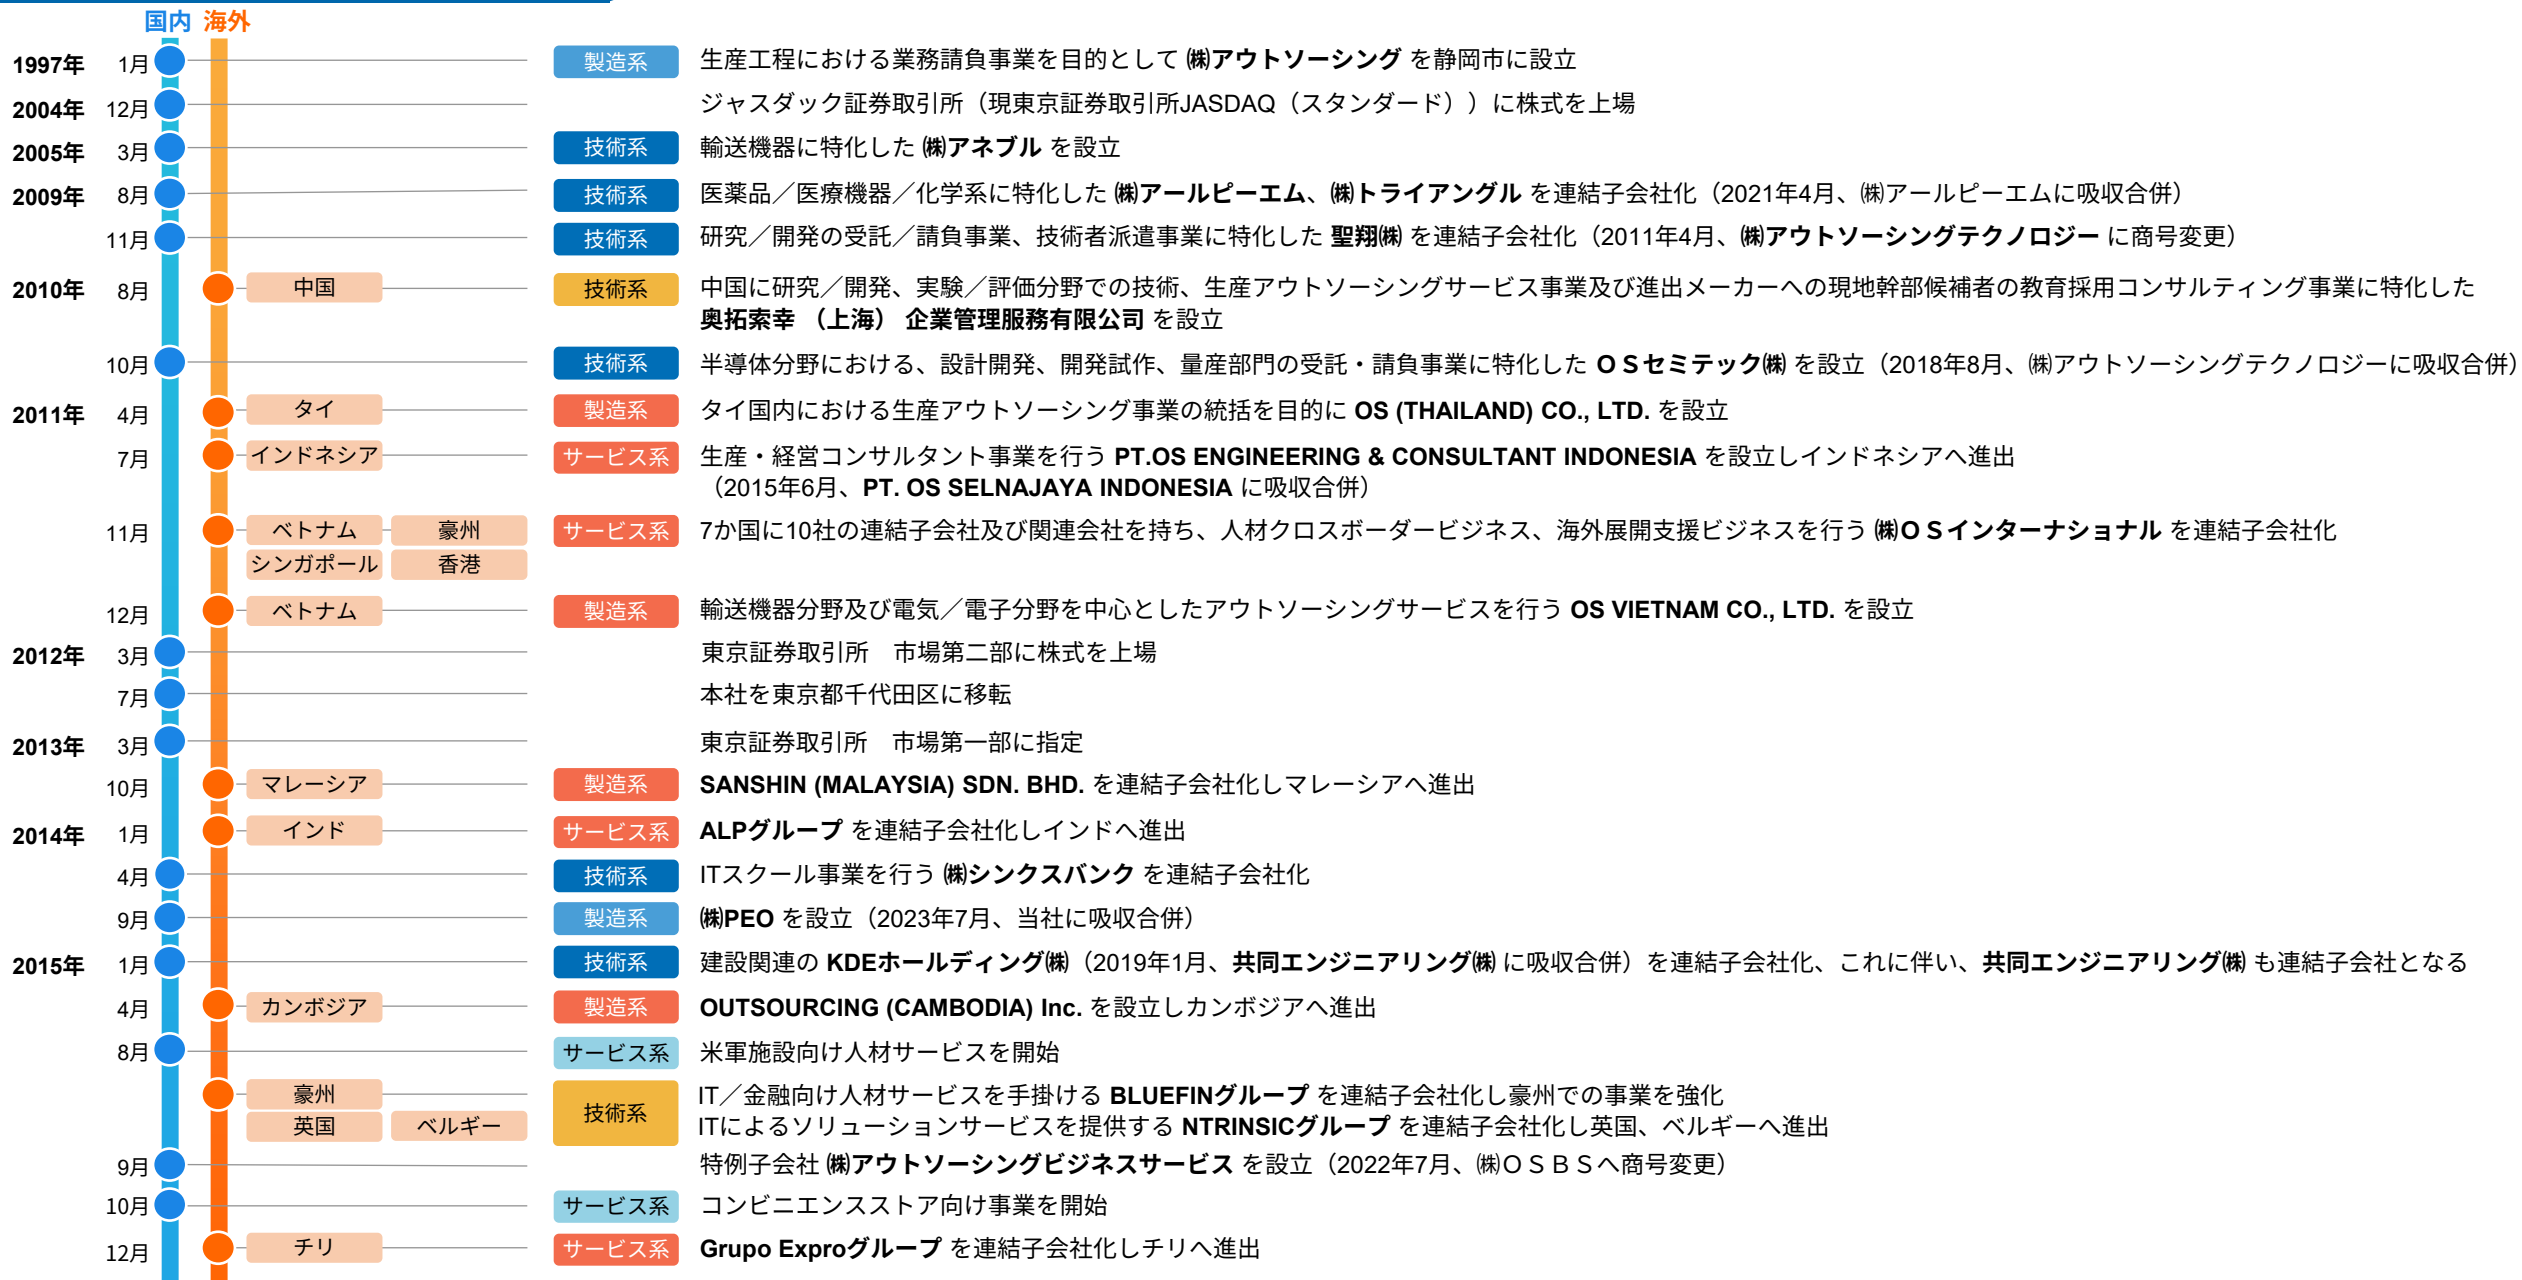 国内 海外
1997年 1月 製造系 生産工程における業務請負事業を目的として ㈱アウトソーシング を静岡市に設立
2004年 12月 ジャスダック証券取引所（現東京証券取引所JASDAQ（スタンダード））に株式を上場
2005年 3月 技術系 輸送機器に特化した ㈱アネブル を設立
2009年 8月 技術系 医薬品／医療機器／化学系に特化した ㈱アールピーエム、㈱トライアングル を連結子会社化（2021年4月、㈱アールピーエムに吸収合併）
11月 技術系 研究／開発の受託／請負事業、技術者派遣事業に特化した 聖翔㈱ を連結子会社化（2011年4月、㈱アウトソーシングテクノロジー に商号変更）
2010年 8月 中国 技術系 中国に研究／開発、実験／評価分野での技術、生産アウトソーシングサービス事業及び進出メーカーへの現地幹部候補者の教育採用コンサルティング事業に特化した
奥拓索幸 （上海） 企業管理服務有限公司 を設立
10月 技術系 半導体分野における、設計開発、開発試作、量産部門の受託・請負事業に特化した ＯＳセミテック㈱ を設立（2018年8月、㈱アウトソーシングテクノロジーに吸収合併）
2011年 4月 タイ 製造系 タイ国内における生産アウトソーシング事業の統括を目的に OS (THAILAND) CO., LTD. を設立
7月 インドネシア サービス系 生産・経営コンサルタント事業を行う PT.OS ENGINEERING & CONSULTANT INDONESIA を設立しインドネシアへ進出
（2015年6月、PT. OS SELNAJAYA INDONESIA に吸収合併）
11月 ベトナム 豪州 サービス系 7か国に10社の連結子会社及び関連会社を持ち、人材クロスボーダービジネス、海外展開支援ビジネスを行う ㈱ＯＳインターナショナル を連結子会社化
シンガポール 香港
12月 ベトナム 製造系 輸送機器分野及び電気／電子分野を中心としたアウトソーシングサービスを行う OS VIETNAM CO., LTD. を設立
2012年 3月 東京証券取引所　市場第二部に株式を上場
7月 本社を東京都千代田区に移転
2013年 3月 東京証券取引所　市場第一部に指定
10月 マレーシア 製造系 SANSHIN (MALAYSIA) SDN. BHD. を連結子会社化しマレーシアへ進出
2014年 1月 インド サービス系 ALPグループ を連結子会社化しインドへ進出
4月 技術系 ITスクール事業を行う ㈱シンクスバンク を連結子会社化
9月 製造系 ㈱PEO を設立（2023年7月、当社に吸収合併）
2015年 1月 技術系 建設関連の KDEホールディング㈱（2019年1月、共同エンジニアリング㈱ に吸収合併）を連結子会社化、これに伴い、共同エンジニアリング㈱ も連結子会社となる
4月 カンボジア 製造系 OUTSOURCING (CAMBODIA) Inc. を設立しカンボジアへ進出
8月 サービス系 米軍施設向け人材サービスを開始
豪州 技術系 IT／金融向け人材サービスを手掛ける BLUEFINグループ を連結子会社化し豪州での事業を強化
英国 ベルギー ITによるソリューションサービスを提供する NTRINSICグループ を連結子会社化し英国、ベルギーへ進出
9月 特例子会社 ㈱アウトソーシングビジネスサービス を設立（2022年7月、㈱ＯＳＢＳへ商号変更）
10月 サービス系 コンビニエンスストア向け事業を開始
12月 チリ サービス系 Grupo Exproグループ を連結子会社化しチリへ進出